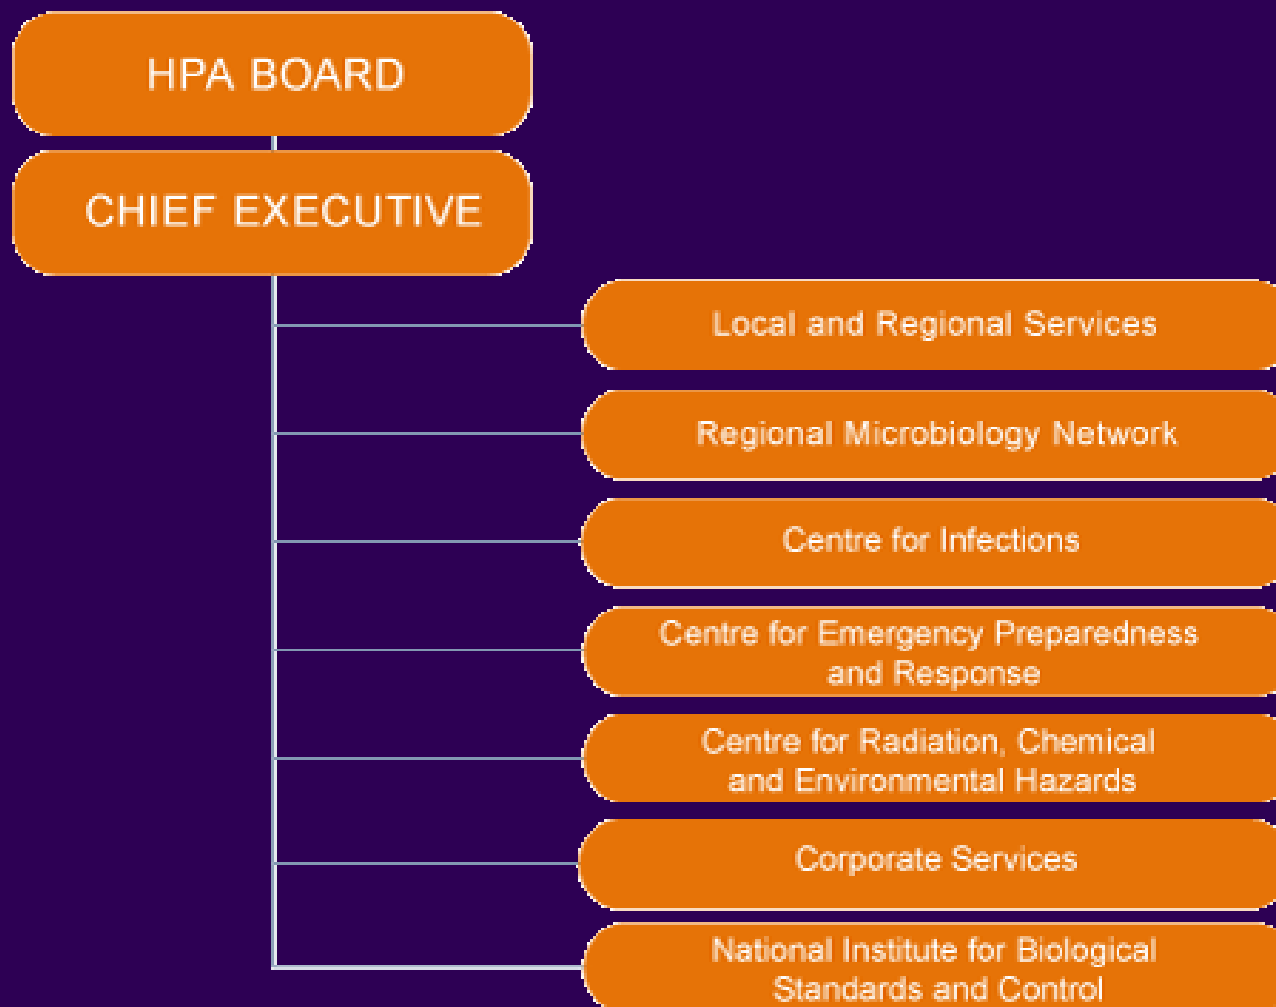 HPA BOARD
CHIEF EXECUTIVE
Local and Regional Services
Regional Microbiology Network
Centre for Infections
Centre for Emergency Preparedness
and Response
Centre for Radiation, Chemical
and Environmental Hazards
Corporate Services
National Institute for Biological
Standards and Control